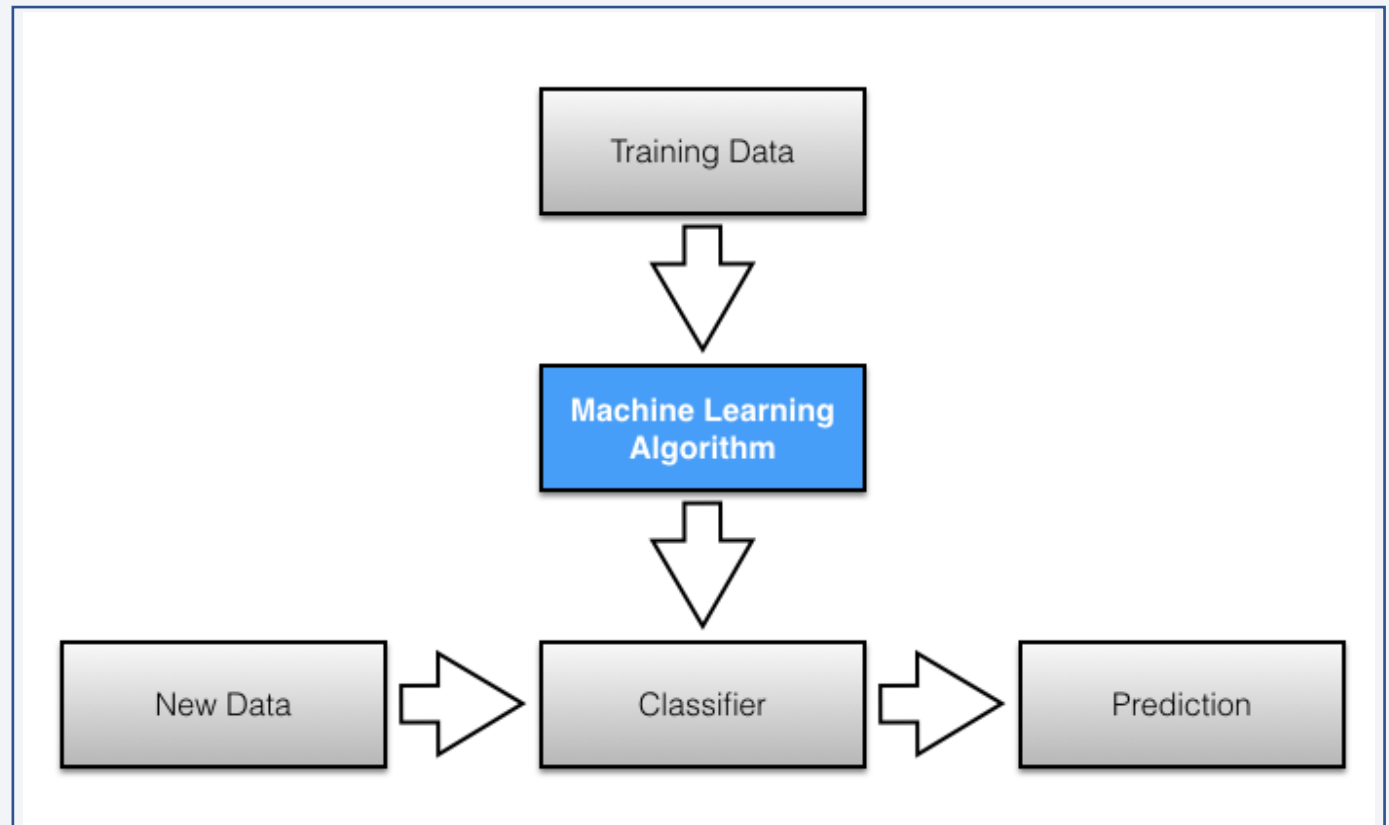 Training Data
Machine Learning
Algorithm
New Data
Classifier
Prediction